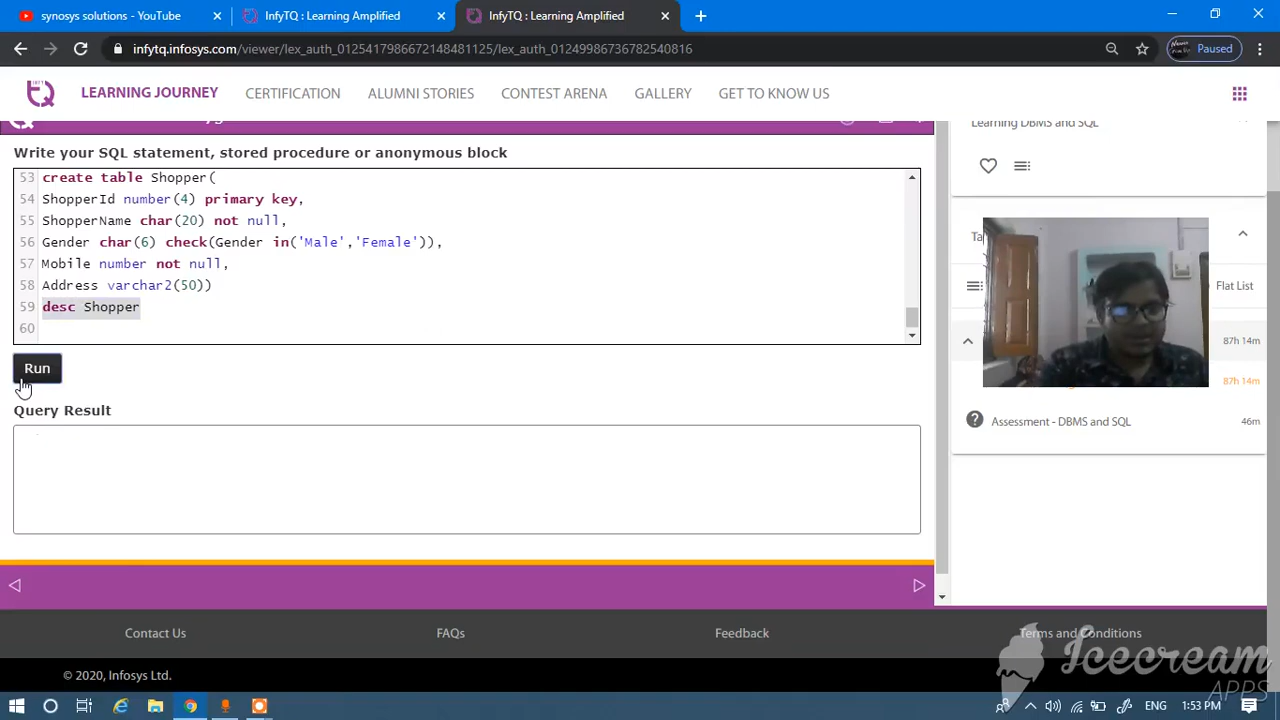 synosys solutions - YouTube
InfyTQ : Learning Amplified
InfyTQ : Learning Amplified
infytq.infosys.com/viewer/lex_auth_012541798667214848​1125/lex_auth_01249986736782540816
Paused
LEARNING JOURNEY
CERTIFICATION
ALUMNI STORIES
CONTEST ARENA
GALLERY
GET TO KNOW US
Learning DBMS and SQL
Write your SQL statement, stored procedure or anonymous block
53 create table Shopper(
54 ShopperId number(4) primary key,
55 ShopperName char(20) not null,
56 Gender char(6) check(Gender in('Male','Female')),
57 Mobile number not null,
58 Address varchar2(50))
59 desc Shopper
60
Flat List
87h 14m
87h 14m
Assessment - DBMS and SQL 46m
Run
Query Result
Contact Us
FAQs
Feedback
Terms and Conditions
© 2020, Infosys Ltd.
Icecream
APPS
ENG
1:53 PM